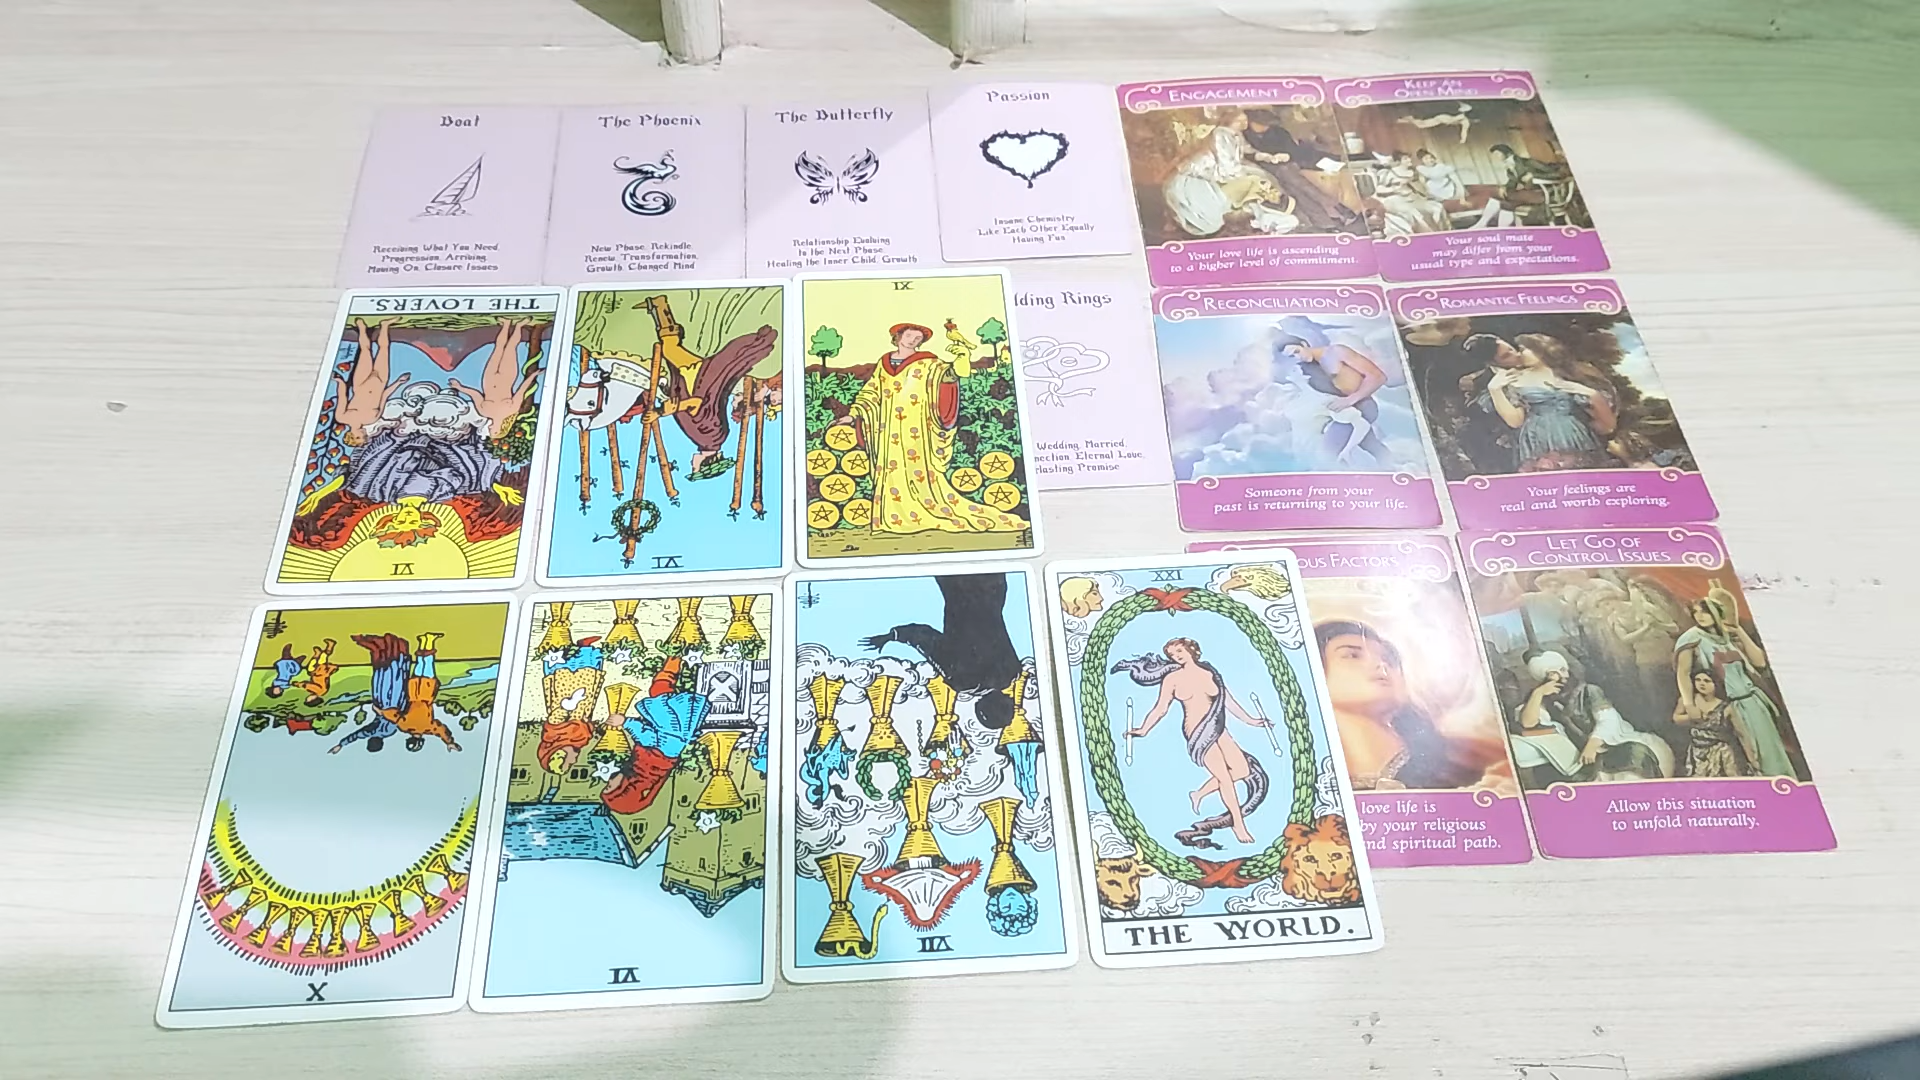 Boat
Receiving What You Need,
Progression, Arriving,
Moving On, Closure Issues
The Phoenix
New Phase, Rekindle,
Renew, Transformation,
Growth, Changed Mind
The Butterfly
Relationship Evolving
to the Next Phase
Healing the Inner Child, Growth
Passion
Insane Chemistry
Like Each Other Equally
Having Fun
ENGAGEMENT
Your love life is ascending
to a higher level of commitment.
KEEP AN
OPEN MIND
Your soul mate
may differ from your
usual type and expectations.
THE LOVERS.
VI
VI
IX
dding Rings
Wedding, Married,
nection, Eternal Love,
rlasting Promise
RECONCILIATION
Someone from your
past is returning to your life.
ROMANTIC FEELINGS
Your feelings are
real and worth exploring.
X
VI
VII
XXI
THE WORLD.
OUS FACTORS
love life is
by your religious
nd spiritual path.
LET GO OF
CONTROL ISSUES
Allow this situation
to unfold naturally.